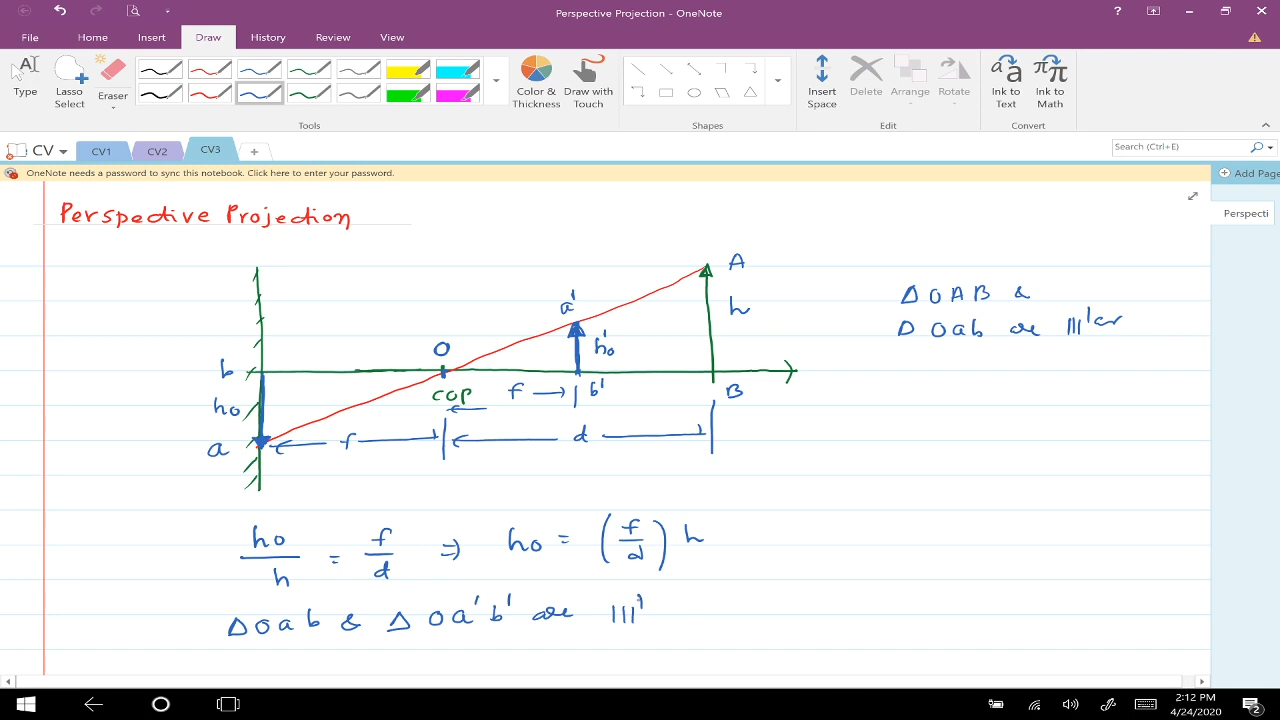 Perspective Projection - OneNote
File Home Insert Draw History Review View
Type Lasso Select Eraser Color & Thickness Draw with Touch Insert Space Delete Arrange Rotate Ink to Text Ink to Math
Tools Shapes Edit Convert
CV CV1 CV2 CV3 Search (Ctrl+E)
OneNote needs a password to sync this notebook. Click here to enter your password. Add Page
Perspecti
Perspective Projection
A
a' h
Δ OAB &
Δ Oab are |||'lar
O h'o
b
COP f b' B
ho
a f d
ho/h = f/d ⇒ ho = (f/d) h
Δ Oab & Δ Oa'b' are |||'
2:12 PM
4/24/2020
2